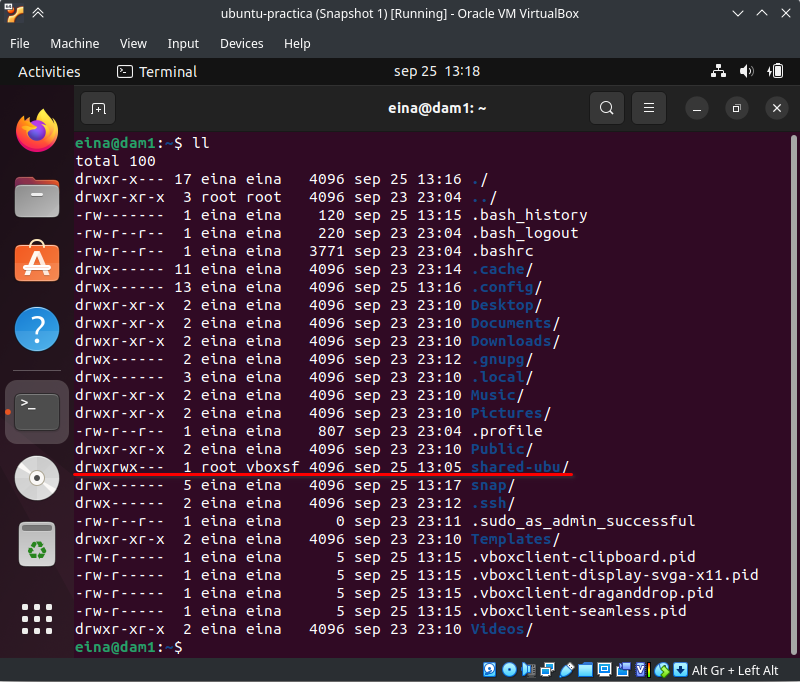 ubuntu-practica (Snapshot 1) [Running] - Oracle VM VirtualBox
File Machine View Input Devices Help
Activities Terminal sep 25 13:18
eina@dam1: ~
eina@dam1:~$ ll
total 100
drwxr-x--- 17 eina eina 4096 sep 25 13:16 ./
drwxr-xr-x 3 root root 4096 sep 23 23:04 ../
-rw------- 1 eina eina 120 sep 25 13:15 .bash_history
-rw-r--r-- 1 eina eina 220 sep 23 23:04 .bash_logout
-rw-r--r-- 1 eina eina 3771 sep 23 23:04 .bashrc
drwx------ 11 eina eina 4096 sep 23 23:14 .cache/
drwx------ 13 eina eina 4096 sep 25 13:16 .config/
drwxr-xr-x 2 eina eina 4096 sep 23 23:10 Desktop/
drwxr-xr-x 2 eina eina 4096 sep 23 23:10 Documents/
drwxr-xr-x 2 eina eina 4096 sep 23 23:10 Downloads/
drwx------ 2 eina eina 4096 sep 23 23:12 .gnupg/
drwx------ 3 eina eina 4096 sep 23 23:10 .local/
drwxr-xr-x 2 eina eina 4096 sep 23 23:10 Music/
drwxr-xr-x 2 eina eina 4096 sep 23 23:10 Pictures/
-rw-r--r-- 1 eina eina 807 sep 23 23:04 .profile
drwxr-xr-x 2 eina eina 4096 sep 23 23:10 Public/
drwxrwx--- 1 root vboxsf 4096 sep 25 13:05 shared-ubu/
drwx------ 5 eina eina 4096 sep 25 13:17 snap/
drwx------ 2 eina eina 4096 sep 23 23:12 .ssh/
-rw-r--r-- 1 eina eina 0 sep 23 23:11 .sudo_as_admin_successful
drwxr-xr-x 2 eina eina 4096 sep 23 23:10 Templates/
-rw-r----- 1 eina eina 5 sep 25 13:15 .vboxclient-clipboard.pid
-rw-r----- 1 eina eina 5 sep 25 13:15 .vboxclient-display-svga-x11.pid
-rw-r----- 1 eina eina 5 sep 25 13:15 .vboxclient-draganddrop.pid
-rw-r----- 1 eina eina 5 sep 25 13:15 .vboxclient-seamless.pid
drwxr-xr-x 2 eina eina 4096 sep 23 23:10 Videos/
eina@dam1:~$
Alt Gr + Left Alt